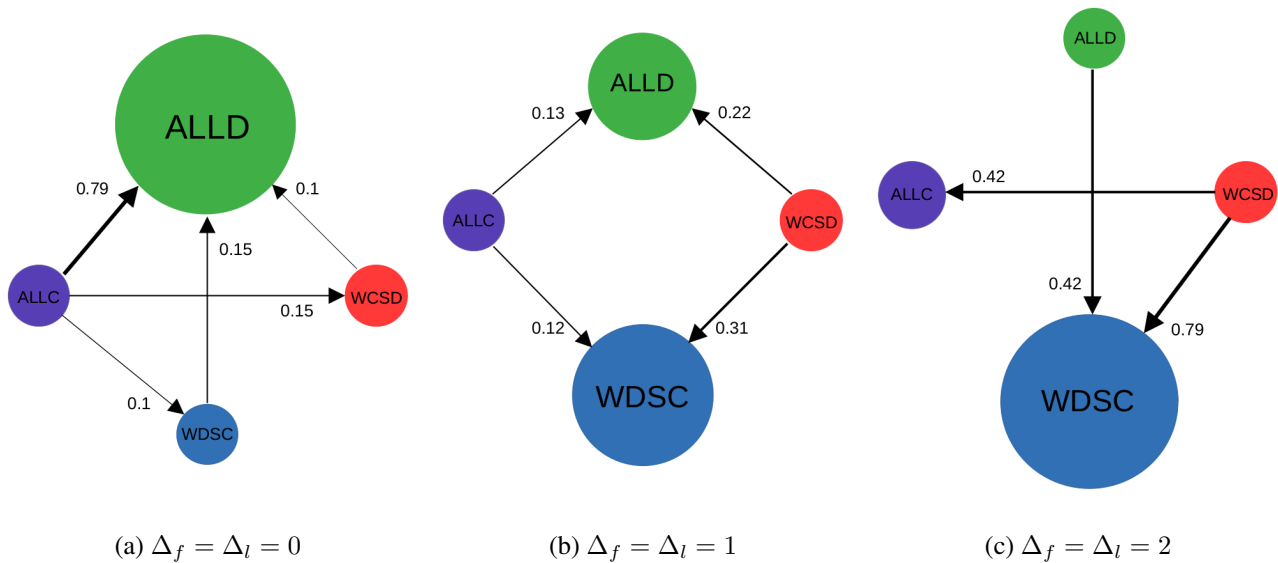 ALLD
0.79
0.1
0.15
ALLC
WCSD
0.15
0.1
WDSC
(a) Δ_f = Δ_l = 0
ALLD
0.13
0.22
ALLC
WCSD
0.12
0.31
WDSC
(b) Δ_f = Δ_l = 1
ALLD
0.42
ALLC
WCSD
0.42
0.79
WDSC
(c) Δ_f = Δ_l = 2